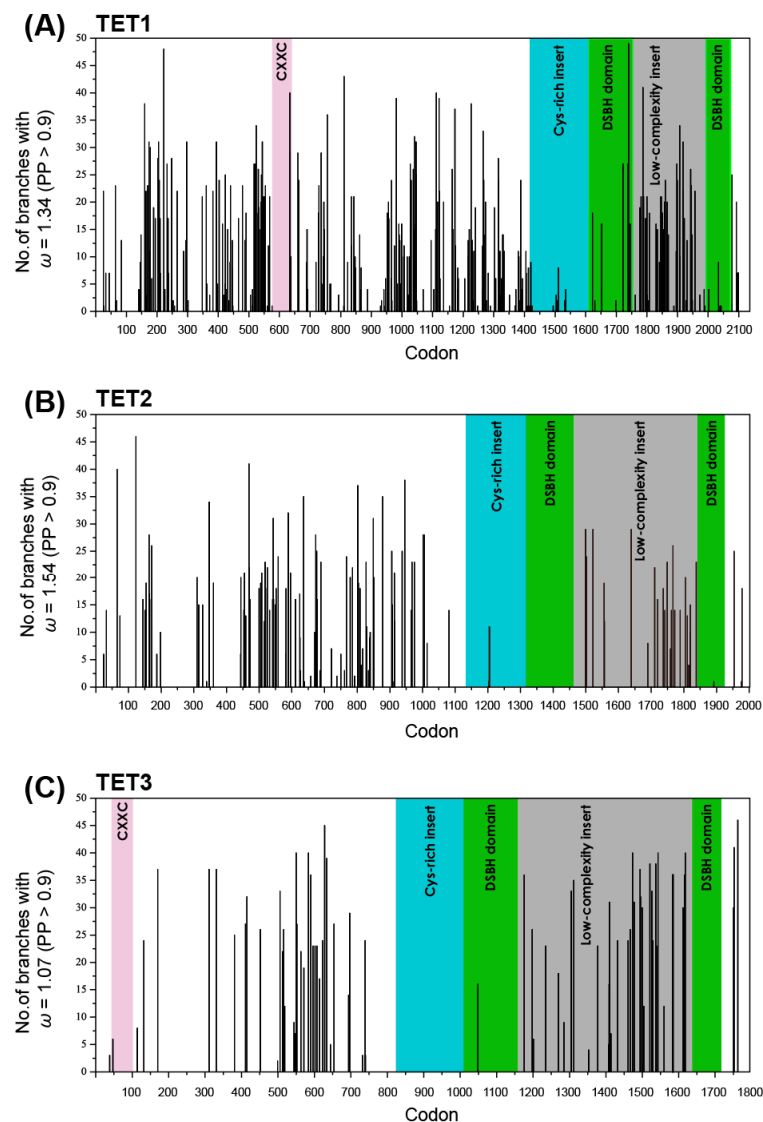 (A) TET1
50
45
40
35
30
25
20
15
10
5
0
No.of branches with
ω = 1.34 (PP > 0.9)
CXXC
Cys-rich insert
DSBH domain
Low-complexity insert
DSBH domain
100 200 300 400 500 600 700 800 900 1000 1100 1200 1300 1400 1500 1600 1700 1800 1900 2000 2100
Codon
(B) TET2
50
45
40
35
30
25
20
15
10
5
0
No.of branches with
ω = 1.54 (PP > 0.9)
Cys-rich insert
DSBH domain
Low-complexity insert
DSBH domain
100 200 300 400 500 600 700 800 900 1000 1100 1200 1300 1400 1500 1600 1700 1800 1900 2000
Codon
(C) TET3
50
45
40
35
30
25
20
15
10
5
0
No.of branches with
ω = 1.07 (PP > 0.9)
CXXC
Cys-rich insert
DSBH domain
Low-complexity insert
DSBH domain
50 100 200 300 400 500 600 700 800 900 1000 1100 1200 1300 1400 1500 1600 1700 1800
Codon